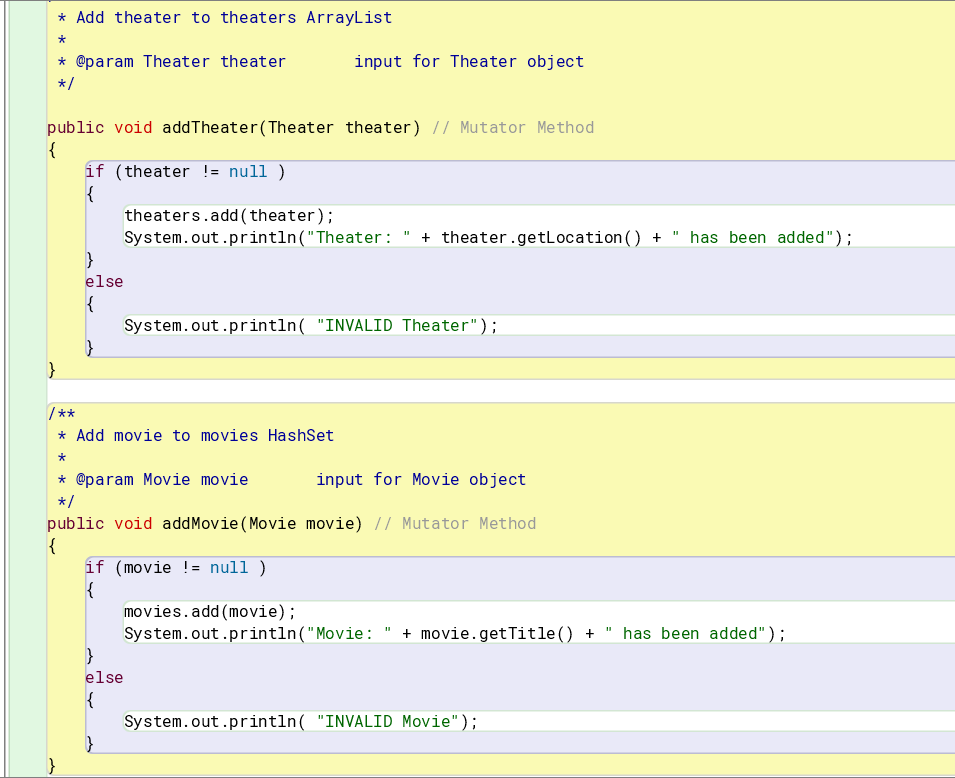 * Add theater to theaters ArrayList
 *
 * @param Theater theater       input for Theater object
 */

public void addTheater(Theater theater) // Mutator Method
{
    if (theater != null )
    {
        theaters.add(theater);
        System.out.println("Theater: " + theater.getLocation() + " has been added");
    }
    else
    {
        System.out.println( "INVALID Theater");
    }
}

/**
 * Add movie to movies HashSet
 *
 * @param Movie movie       input for Movie object
 */
public void addMovie(Movie movie) // Mutator Method
{
    if (movie != null )
    {
        movies.add(movie);
        System.out.println("Movie: " + movie.getTitle() + " has been added");
    }
    else
    {
        System.out.println( "INVALID Movie");
    }
}